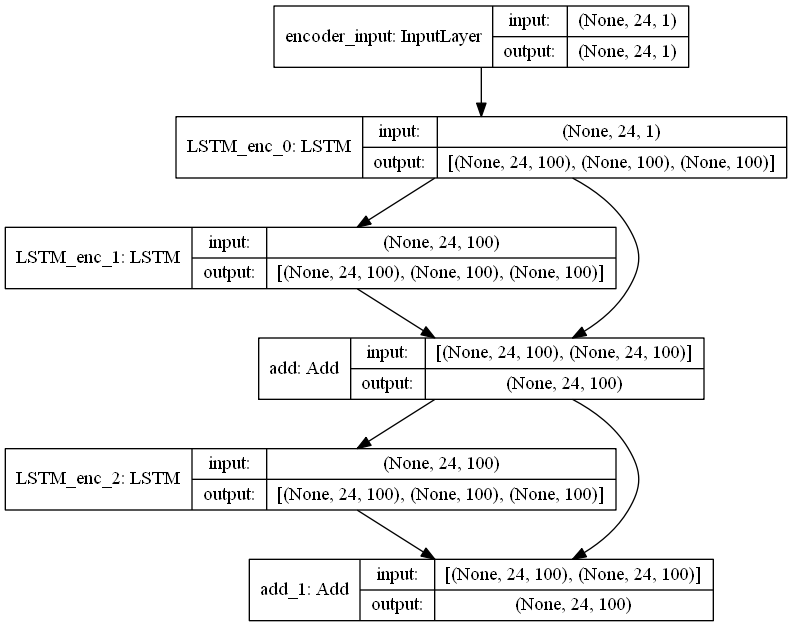 encoder_input: InputLayer
input: (None, 24, 1)
output: (None, 24, 1)
LSTM_enc_0: LSTM
input: (None, 24, 1)
output: [(None, 24, 100), (None, 100), (None, 100)]
LSTM_enc_1: LSTM
input: (None, 24, 100)
output: [(None, 24, 100), (None, 100), (None, 100)]
add: Add
input: [(None, 24, 100), (None, 24, 100)]
output: (None, 24, 100)
LSTM_enc_2: LSTM
input: (None, 24, 100)
output: [(None, 24, 100), (None, 100), (None, 100)]
add_1: Add
input: [(None, 24, 100), (None, 24, 100)]
output: (None, 24, 100)